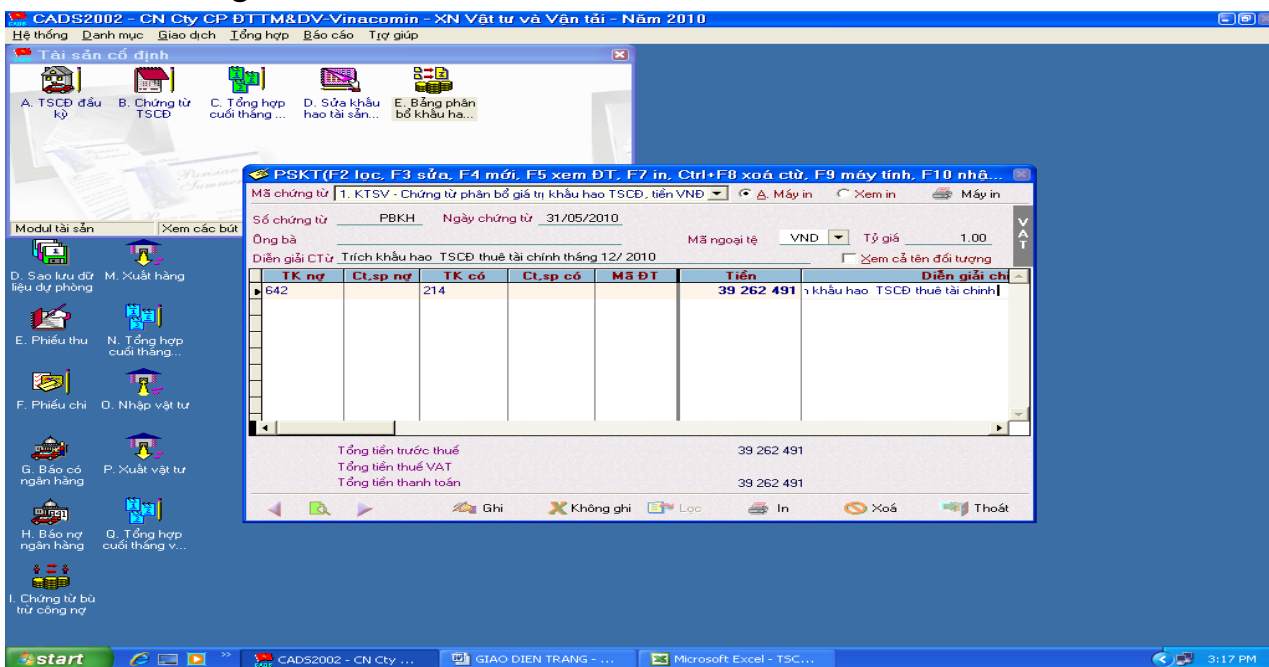 CADS2002 - CN Cty CP ĐTTM&DV-Vinacomin - XN Vật tư và Vận tải - Năm 2010
Hệ thống Danh mục Giao dịch Tổng hợp Báo cáo Trợ giúp
Tài sản cố định
A. TSCĐ đầu kỳ
B. Chứng từ TSCĐ
C. Tổng hợp cuối tháng ...
D. Sửa khấu hao tài sản...
E. Bảng phân bổ khấu ha...
Modul tài sản
Xem các bút
D. Sao lưu dữ liệu dự phòng
M. Xuất hàng
E. Phiếu thu
N. Tổng hợp cuối tháng...
F. Phiếu chi
O. Nhập vật tư
G. Báo có ngân hàng
P. Xuất vật tư
H. Báo nợ ngân hàng
Q. Tổng hợp cuối tháng v...
I. Chứng từ bù trừ công nợ
PSKT(F2 lọc, F3 sửa, F4 mới, F5 xem ĐT, F7 in, Ctrl+F8 xoá ctừ, F9 máy tính, F10 nhậ...
Mã chứng từ 1. KTSV - Chứng từ phân bổ giá trị khấu hao TSCĐ, tiền VNĐ A. Máy in Xem in Máy in
Số chứng từ PBKH Ngày chứng từ 31/05/2010
VAT
Ông bà Mã ngoại tệ VND Tỷ giá 1.00
Diễn giải CTừ Trích khấu hao TSCĐ thuê tài chính tháng 12/ 2010 Xem cả tên đối tượng
TK nợ Ct,sp nợ TK có Ct,sp có Mã ĐT Tiền Diễn giải chi
642 214 39 262 491 khấu hao TSCĐ thuê tài chinh
Tổng tiền trước thuế 39 262 491
Tổng tiền thuế VAT
Tổng tiền thanh toán 39 262 491
Ghi Không ghi Lọc In Xoá Thoát
start CADS2002 - CN Cty ... GIAO DIEN TRANG - ... Microsoft Excel - TSC... 3:17 PM